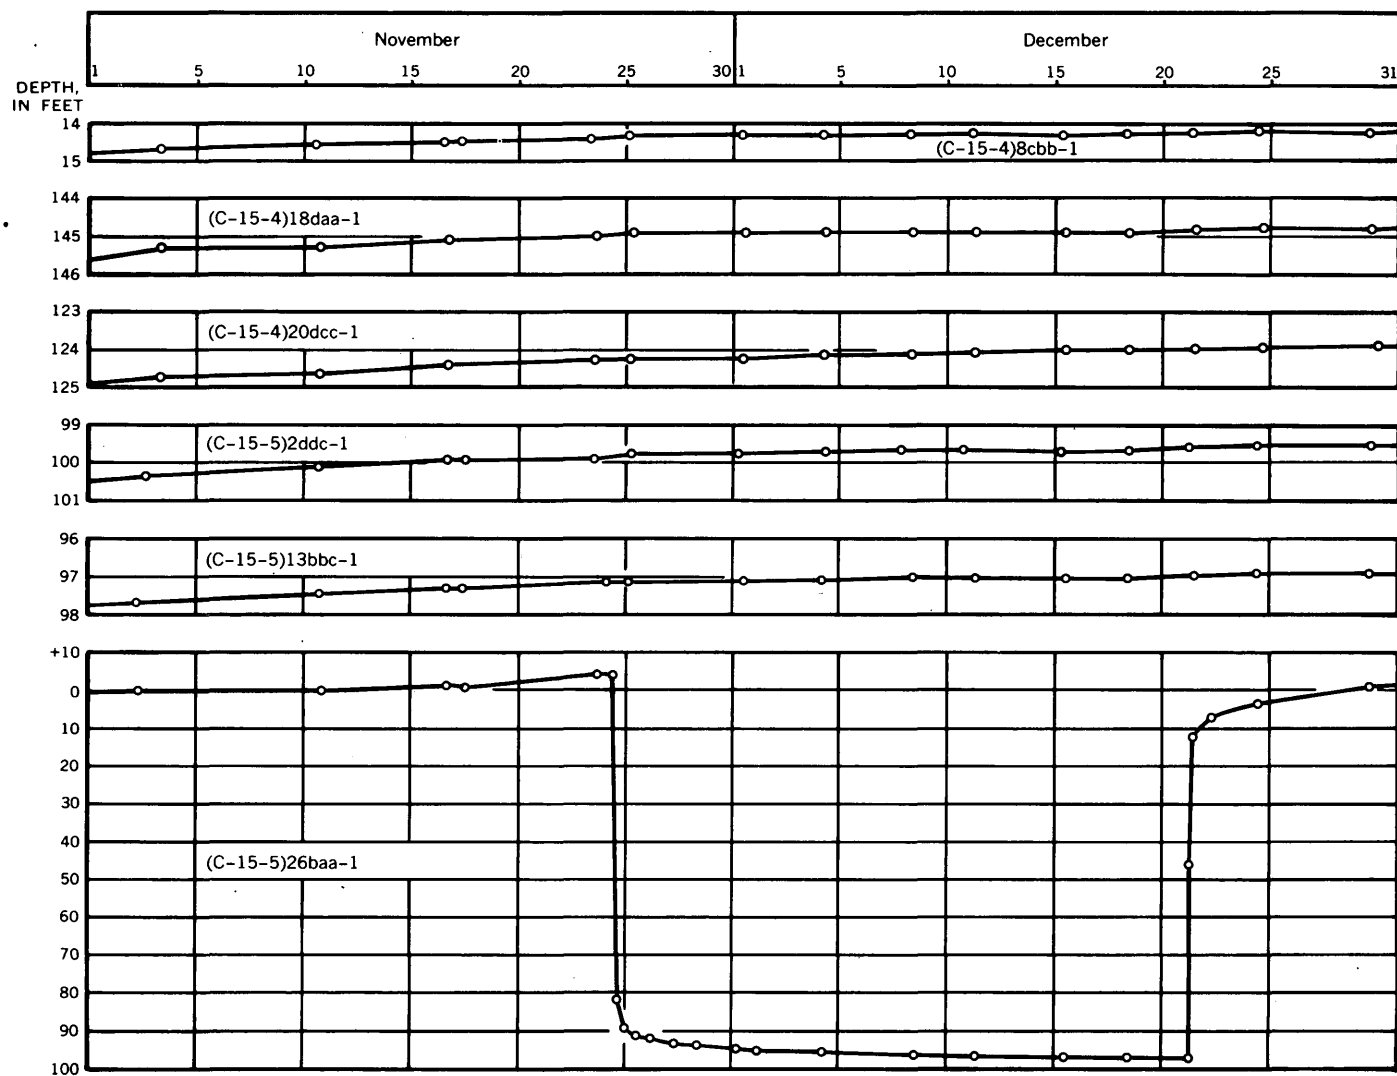 November December
1 5 10 15 20 25 30 1 5 10 15 20 25 31
DEPTH,
IN FEET
14
15
(C-15-4)8cbb-1
144
145
146
(C-15-4)18daa-1
123
124
125
(C-15-4)20dcc-1
99
100
101
(C-15-5)2ddc-1
96
97
98
(C-15-5)13bbc-1
+10
0
10
20
30
40
(C-15-5)26baa-1
50
60
70
80
90
100